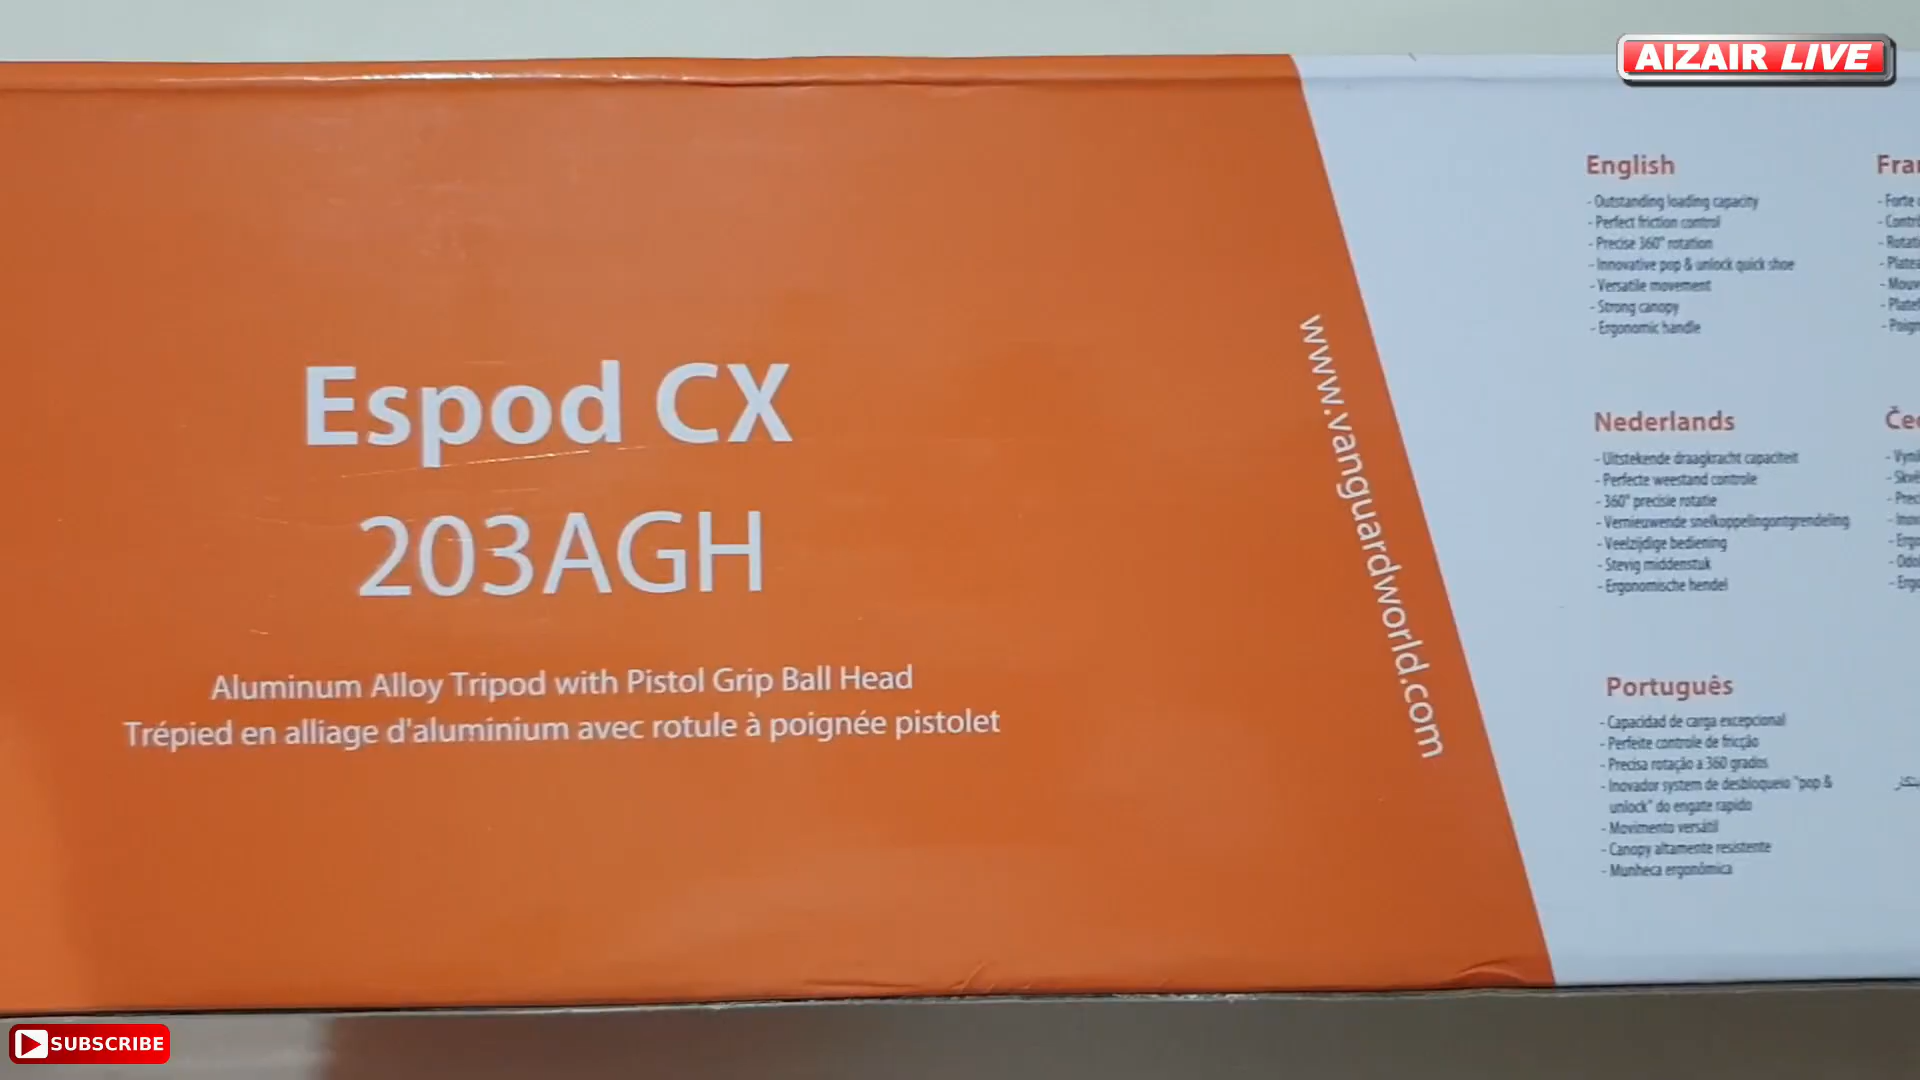 AIZAIR LIVE
Espod CX
203AGH
Aluminum Alloy Tripod with Pistol Grip Ball Head
Trépied en alliage d'aluminium avec rotule à poignée pistolet
www.vanguardworld.com
English
- Outstanding loading capacity
- Perfect friction control
- Precise 360° rotation
- Innovative pop & unlock quick shoe
- Versatile movement
- Strong canopy
- Ergonomic handle
- Forte
Nederlands
- Uitstekende draagkracht capaciteit
- Perfecte weestand controle
- 360° precisie rotatie
- Vernieuwende snelkoppelingontgrendeling
- Veelzijdige bediening
- Stevig middenstuk
- Ergonomische hendel
Português
- Capacidad de carga excepcional
- Perfeite controle de fricção
- Precisa rotação a 360 grados
- Inovador system de desbloqueio "pop &
unlock" do engate rapido
- Movimento versátil
- Canopy altamente resistente
- Munheca ergonômica
SUBSCRIBE